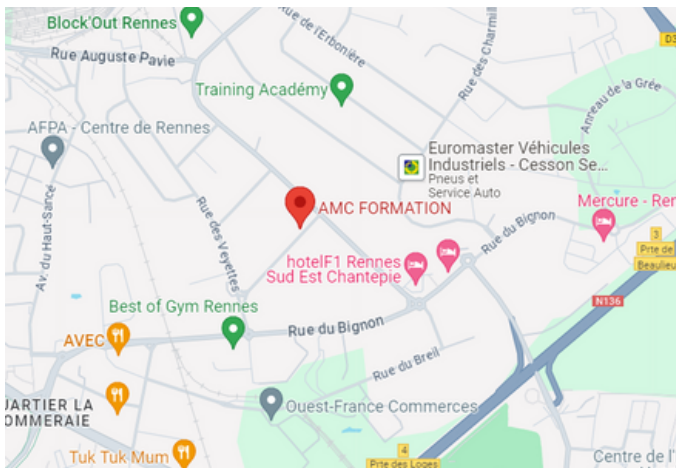 Block'Out Rennes
Rue Auguste Pavie
Rue de l'Erbonière
Rue des Charmil
D3
Training Académy
Anneau de la Grée
AFPA - Centre de Rennes
Euromaster Véhicules
Industriels - Cesson Se...
Pneus et
Service Auto
Av. du Haut-Sancé
Rue des Veyettes
AMC FORMATION
Mercure - Ren
Rue du Bignon
3
Prte de
Beaulieu
hotelF1 Rennes
Sud Est Chantepie
N136
Best of Gym Rennes
Rue du Bignon
AVEC
Rue du Breil
UARTIER LA
OMMERAIE
Ouest-France Commerces
Tuk Tuk Mum
4
Prte des Loges
Centre de l'